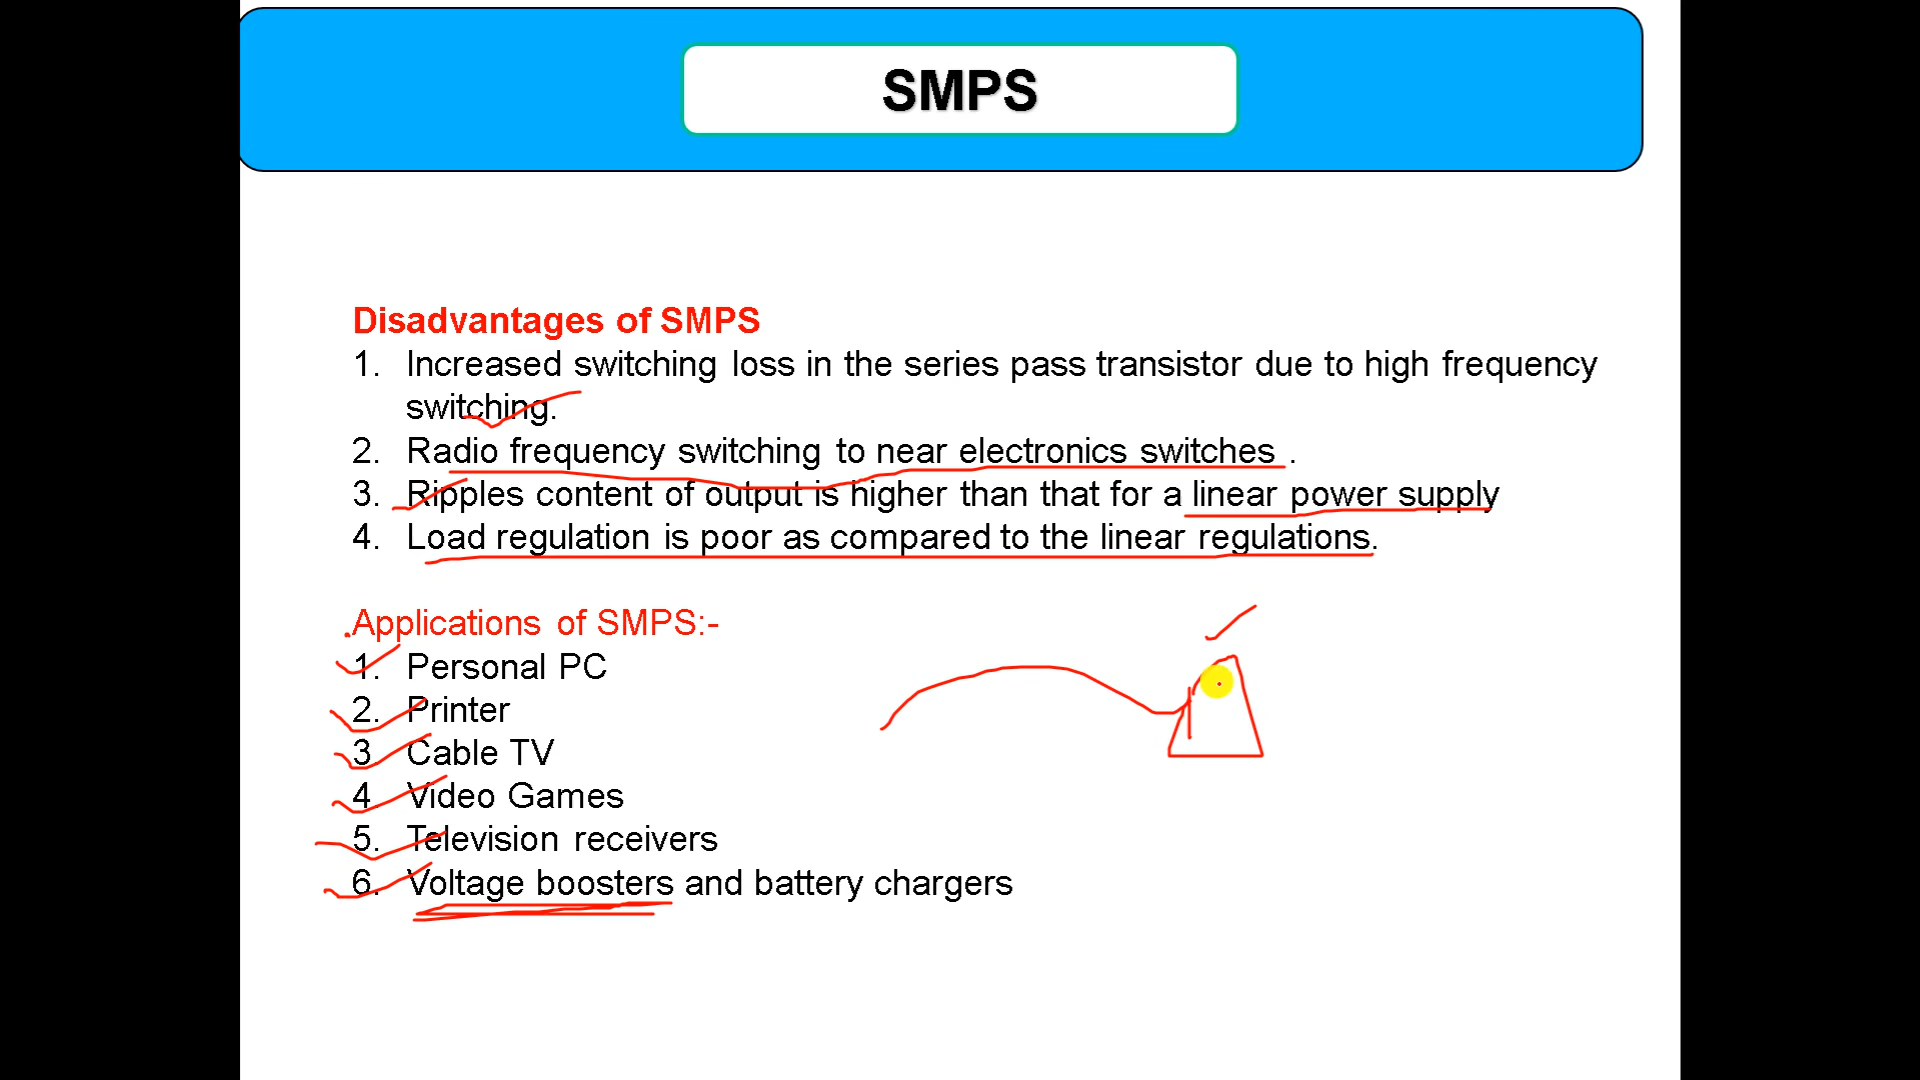 SMPS
Disadvantages of SMPS
1. Increased switching loss in the series pass transistor due to high frequency
switching.
2. Radio frequency switching to near electronics switches .
3. Ripples content of output is higher than that for a linear power supply
4. Load regulation is poor as compared to the linear regulations.
Applications of SMPS:-
1. Personal PC
2. Printer
3. Cable TV
4. Video Games
5. Television receivers
6. Voltage boosters and battery chargers